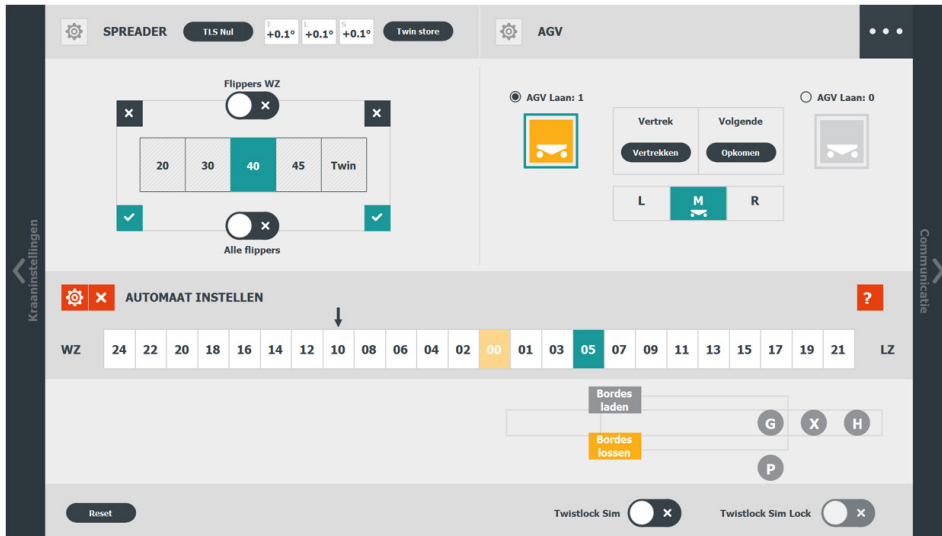 SPREADER
TLS Nul
T
+0.1°
L
+0.1°
S
+0.1°
Twin store
AGV
Flippers WZ
20 30 40 45 Twin
Alle flippers
AGV Laan: 1
AGV Laan: 0
Vertrek Volgende
Vertrekken Opkomen
L M R
Kraaninstellingen
Communicatie
AUTOMAAT INSTELLEN
?
WZ 24 22 20 18 16 14 12 10 08 06 04 02 00 01 03 05 07 09 11 13 15 17 19 21 LZ
Bordes
laden
G X H
Bordes
lossen
P
Reset
Twistlock Sim
Twistlock Sim Lock